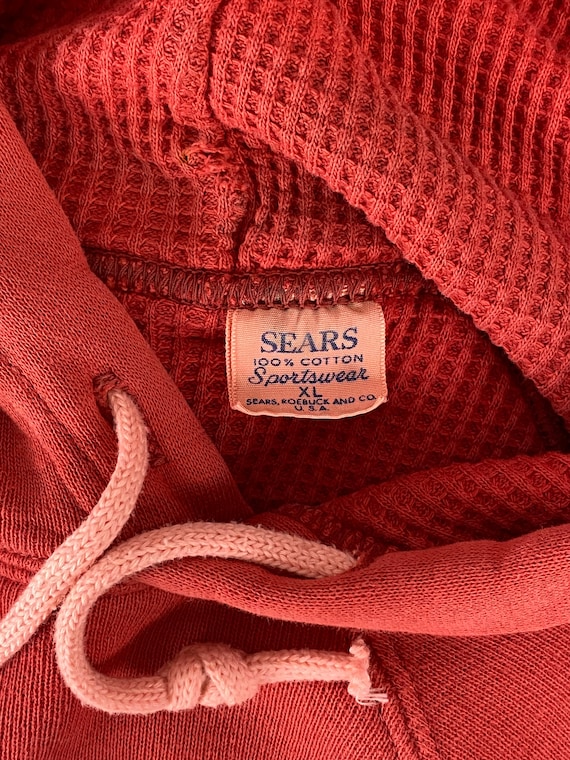 SEARS
100% COTTON
Sportswear
XL
SEARS, ROEBUCK AND CO.
U.S.A.